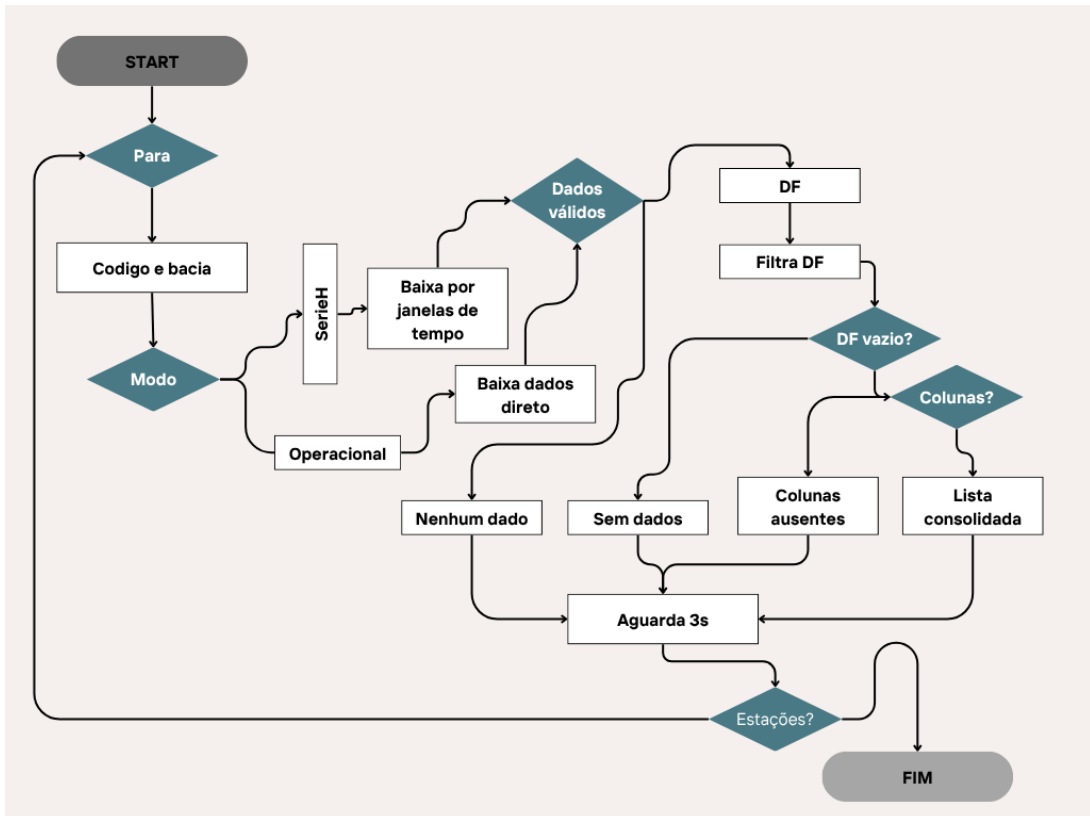 START
Para
Codigo e bacia
Modo
SerieH
Baixa por
janelas de
tempo
Operacional
Baixa dados
direto
Dados
válidos
DF
Filtra DF
DF vazio?
Colunas?
Nenhum dado
Sem dados
Colunas
ausentes
Lista
consolidada
Aguarda 3s
Estações?
FIM